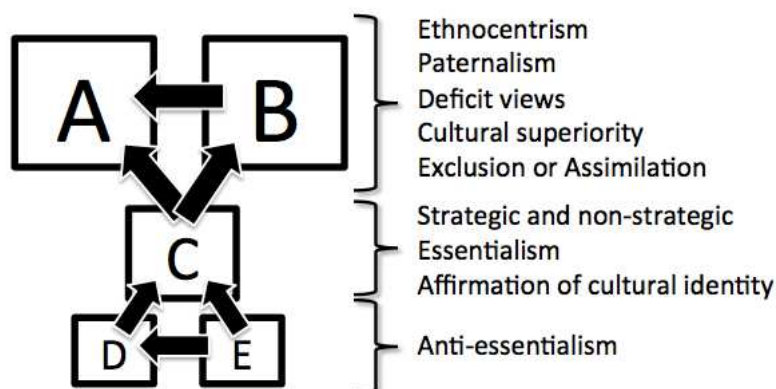 A
B
Ethnocentrism
Paternalism
Deficit views
Cultural superiority
Exclusion or Assimilation
C
Strategic and non-strategic
Essentialism
Affirmation of cultural identity
D
E
Anti-essentialism